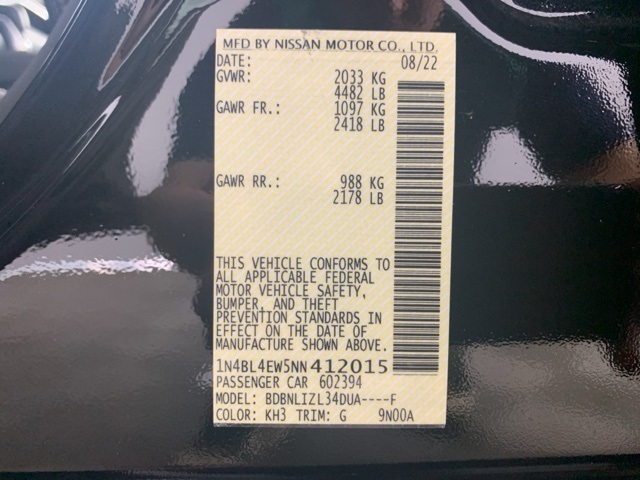 MFD BY NISSAN MOTOR CO., LTD.
DATE: 08/22
GVWR: 2033 KG
4482 LB
GAWR FR.: 1097 KG
2418 LB
GAWR RR.: 988 KG
2178 LB
THIS VEHICLE CONFORMS TO
ALL APPLICABLE FEDERAL
MOTOR VEHICLE SAFETY,
BUMPER, AND THEFT
PREVENTION STANDARDS IN
EFFECT ON THE DATE OF
MANUFACTURE SHOWN ABOVE.
1N4BL4EW5NN412015
PASSENGER CAR 602394
MODEL: BDBNLIZL34DUA----F
COLOR: KH3 TRIM: G 9N00A